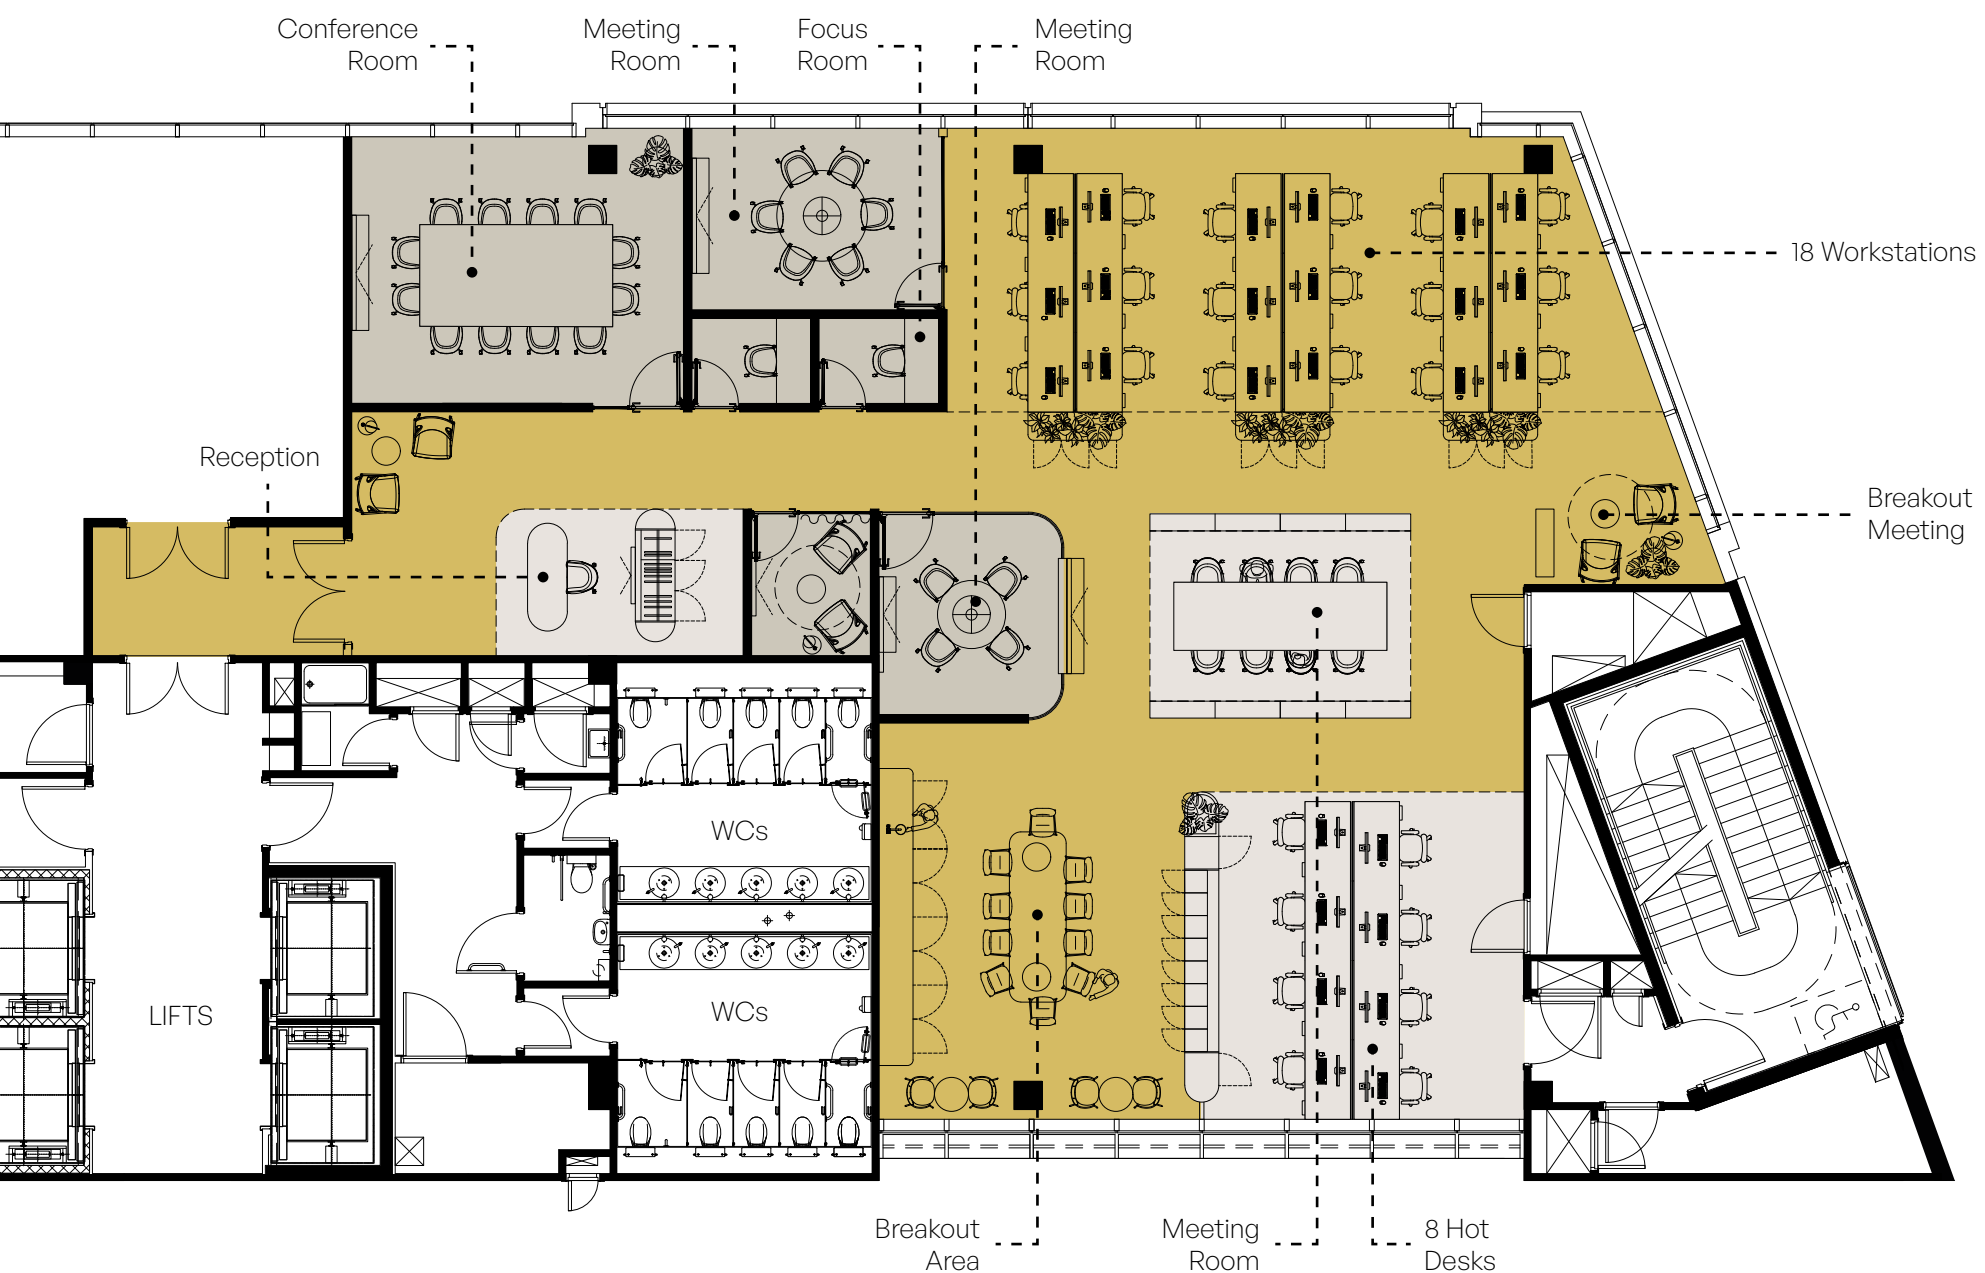 Conference
Room
Meeting
Room
Focus
Room
Meeting
Room
18 Workstations
Reception
Breakout
Meeting
WCs
LIFTS
WCs
Breakout
Area
Meeting
Room
8 Hot
Desks